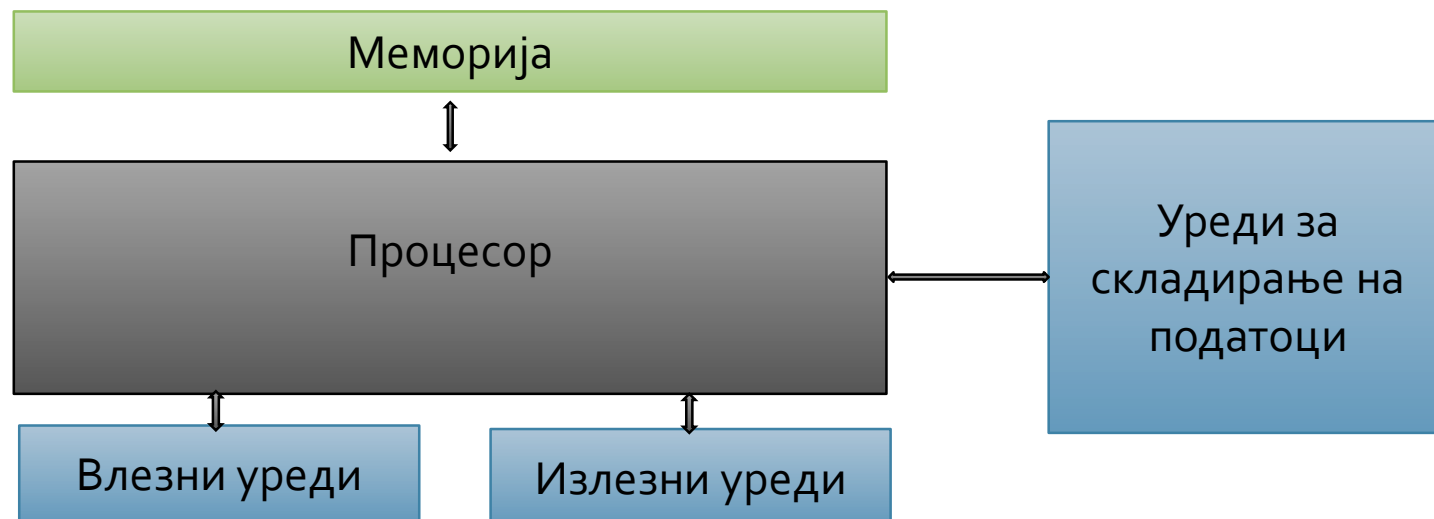 Меморија
Процесор
Уреди за
складирање на
податоци
Влезни уреди
Излезни уреди